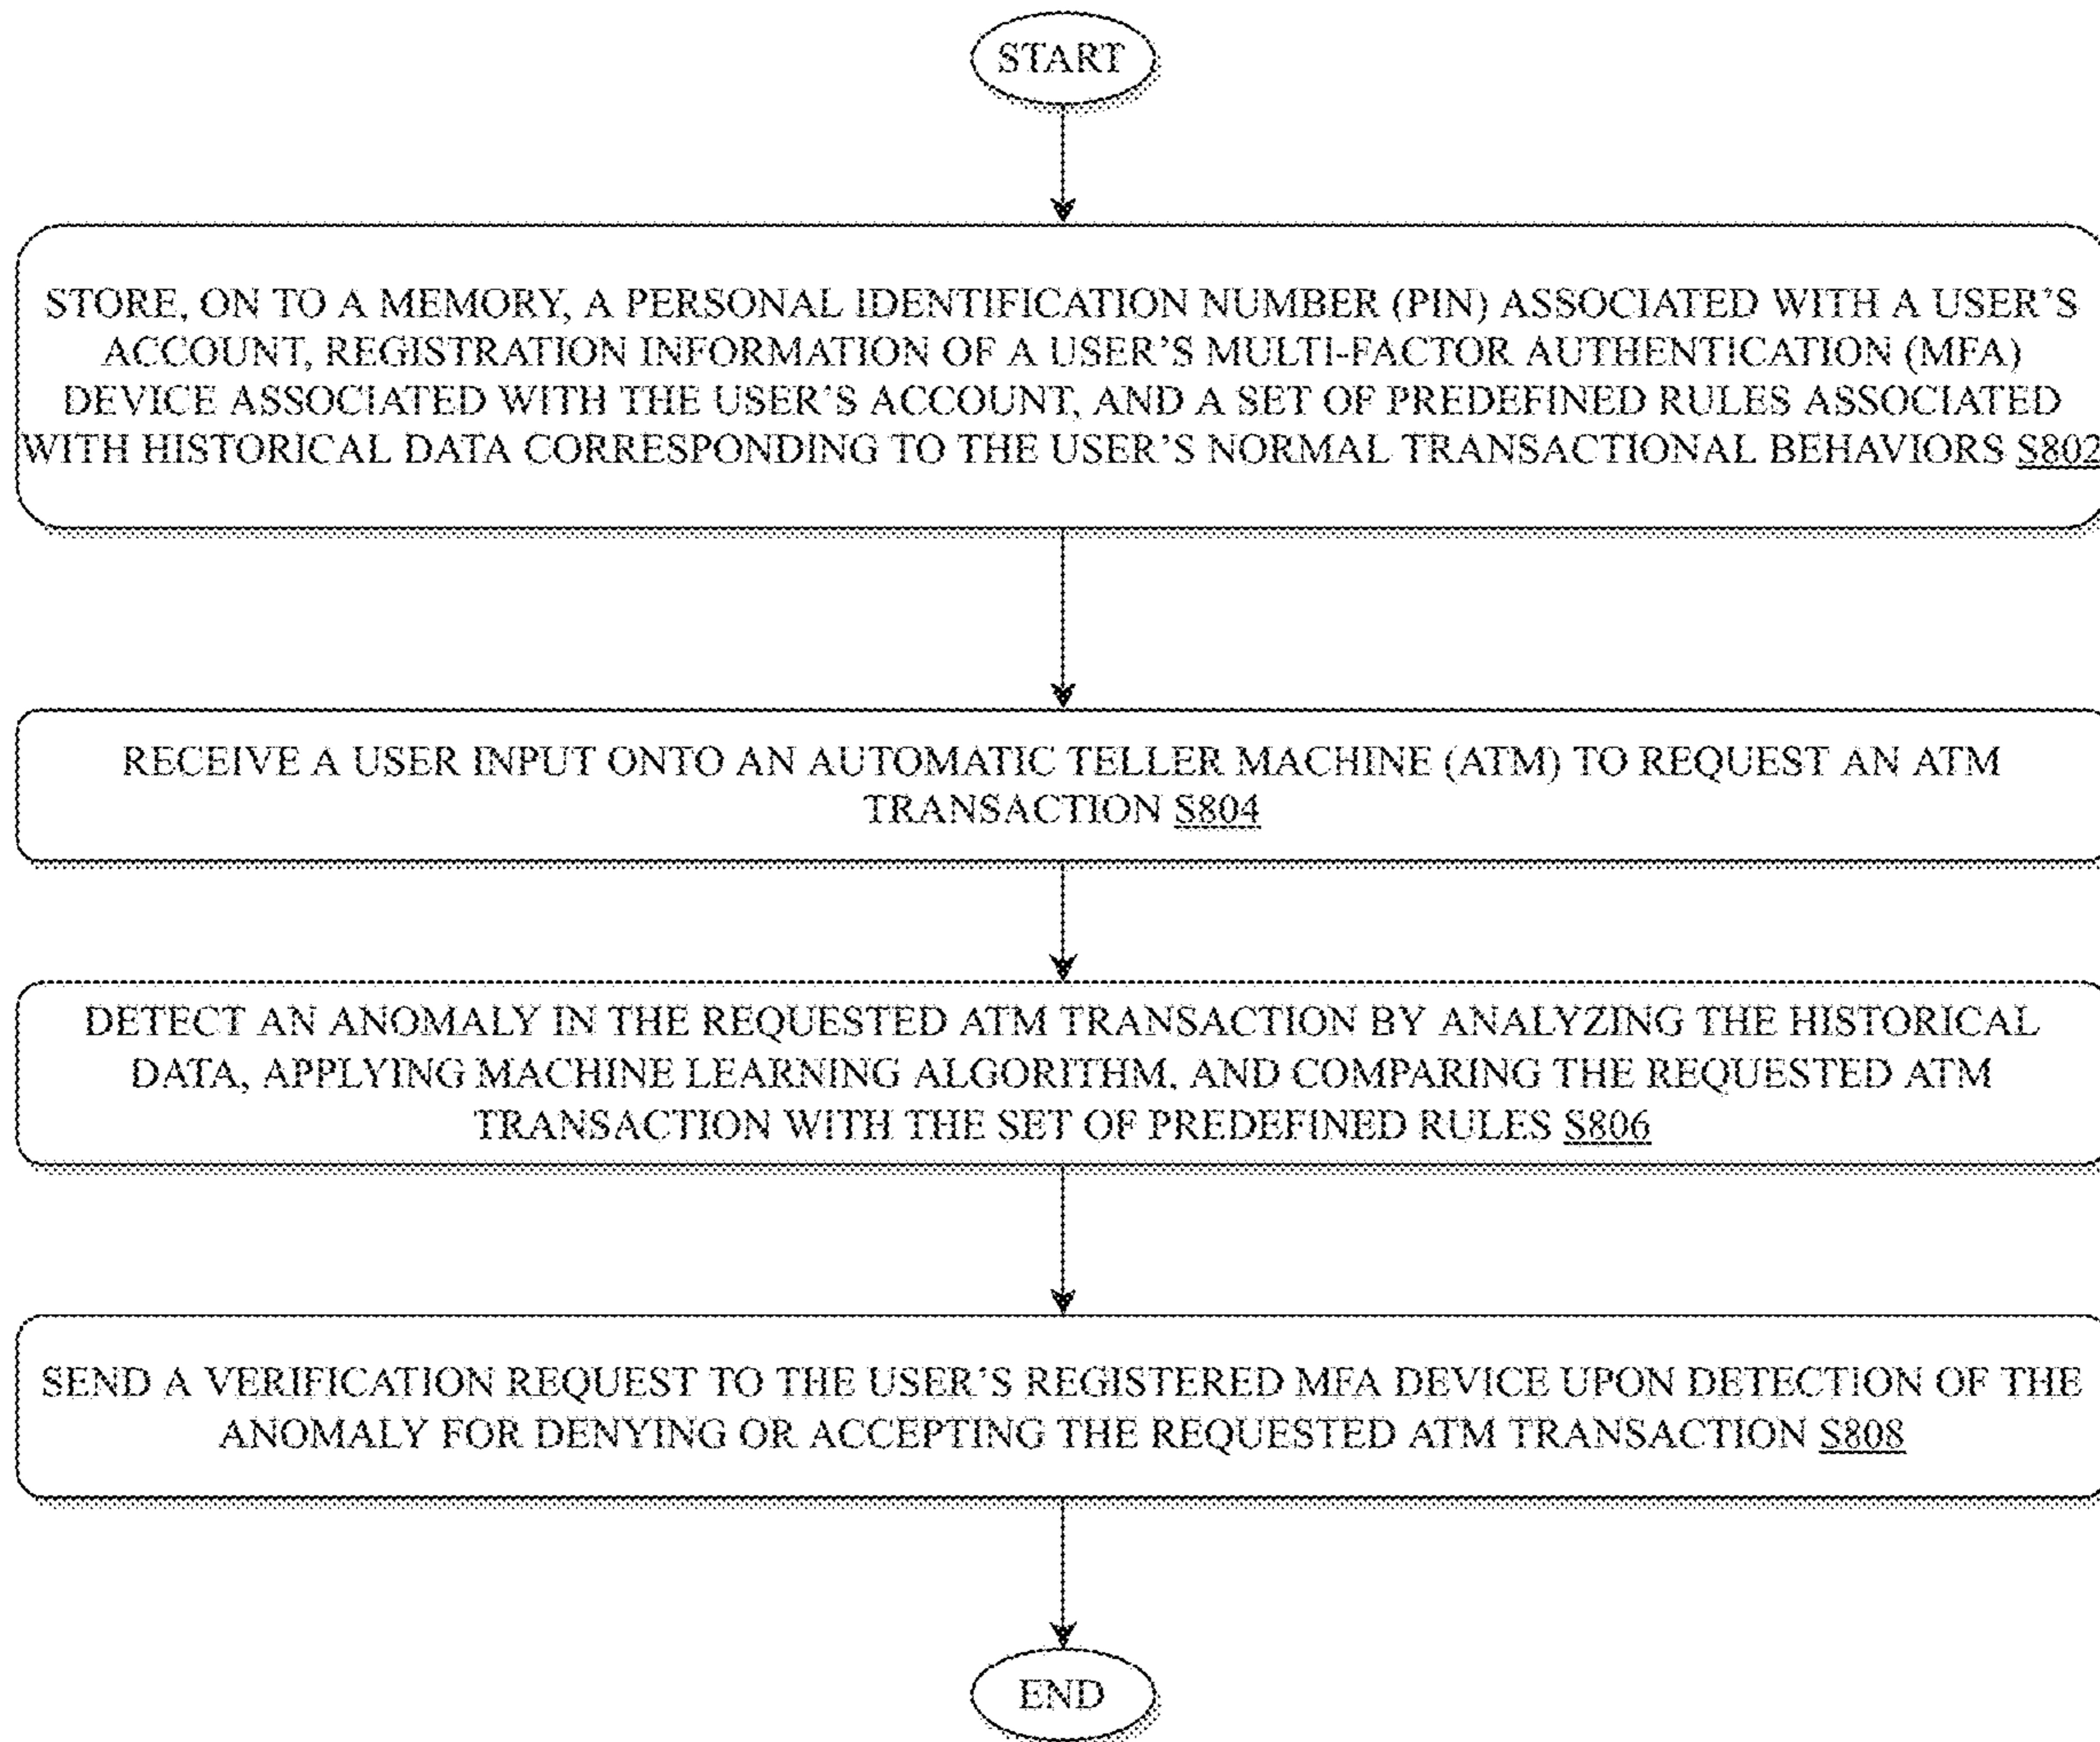 START
STORE, ON TO A MEMORY, A PERSONAL IDENTIFICATION NUMBER (PIN) ASSOCIATED WITH A USER'S
ACCOUNT, REGISTRATION INFORMATION OF A USER'S MULTI-FACTOR AUTHENTICATION (MFA)
DEVICE ASSOCIATED WITH THE USER'S ACCOUNT, AND A SET OF PREDEFINED RULES ASSOCIATED
WITH HISTORICAL DATA CORRESPONDING TO THE USER'S NORMAL TRANSACTIONAL BEHAVIORS S802
RECEIVE A USER INPUT ONTO AN AUTOMATIC TELLER MACHINE (ATM) TO REQUEST AN ATM
TRANSACTION S804
DETECT AN ANOMALY IN THE REQUESTED ATM TRANSACTION BY ANALYZING THE HISTORICAL
DATA, APPLYING MACHINE LEARNING ALGORITHM, AND COMPARING THE REQUESTED ATM
TRANSACTION WITH THE SET OF PREDEFINED RULES S806
SEND A VERIFICATION REQUEST TO THE USER'S REGISTERED MFA DEVICE UPON DETECTION OF THE
ANOMALY FOR DENYING OR ACCEPTING THE REQUESTED ATM TRANSACTION S808
END